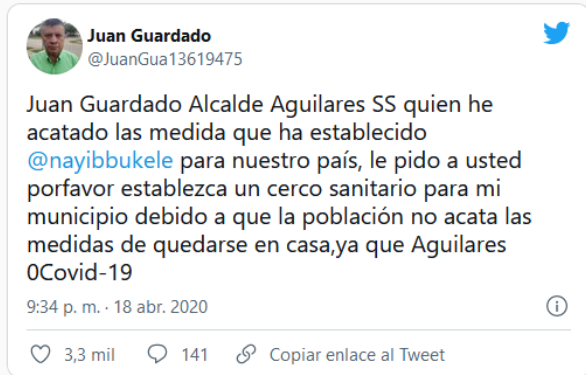 Juan Guardado
@JuanGua13619475
Juan Guardado Alcalde Aguilares SS quien he
acatado las medida que ha establecido
@nayibbukele para nuestro país, le pido a usted
porfavor establezca un cerco sanitario para mi
municipio debido a que la población no acata las
medidas de quedarse en casa,ya que Aguilares
0Covid-19
9:34 p. m. · 18 abr. 2020
3,3 mil 141 Copiar enlace al Tweet